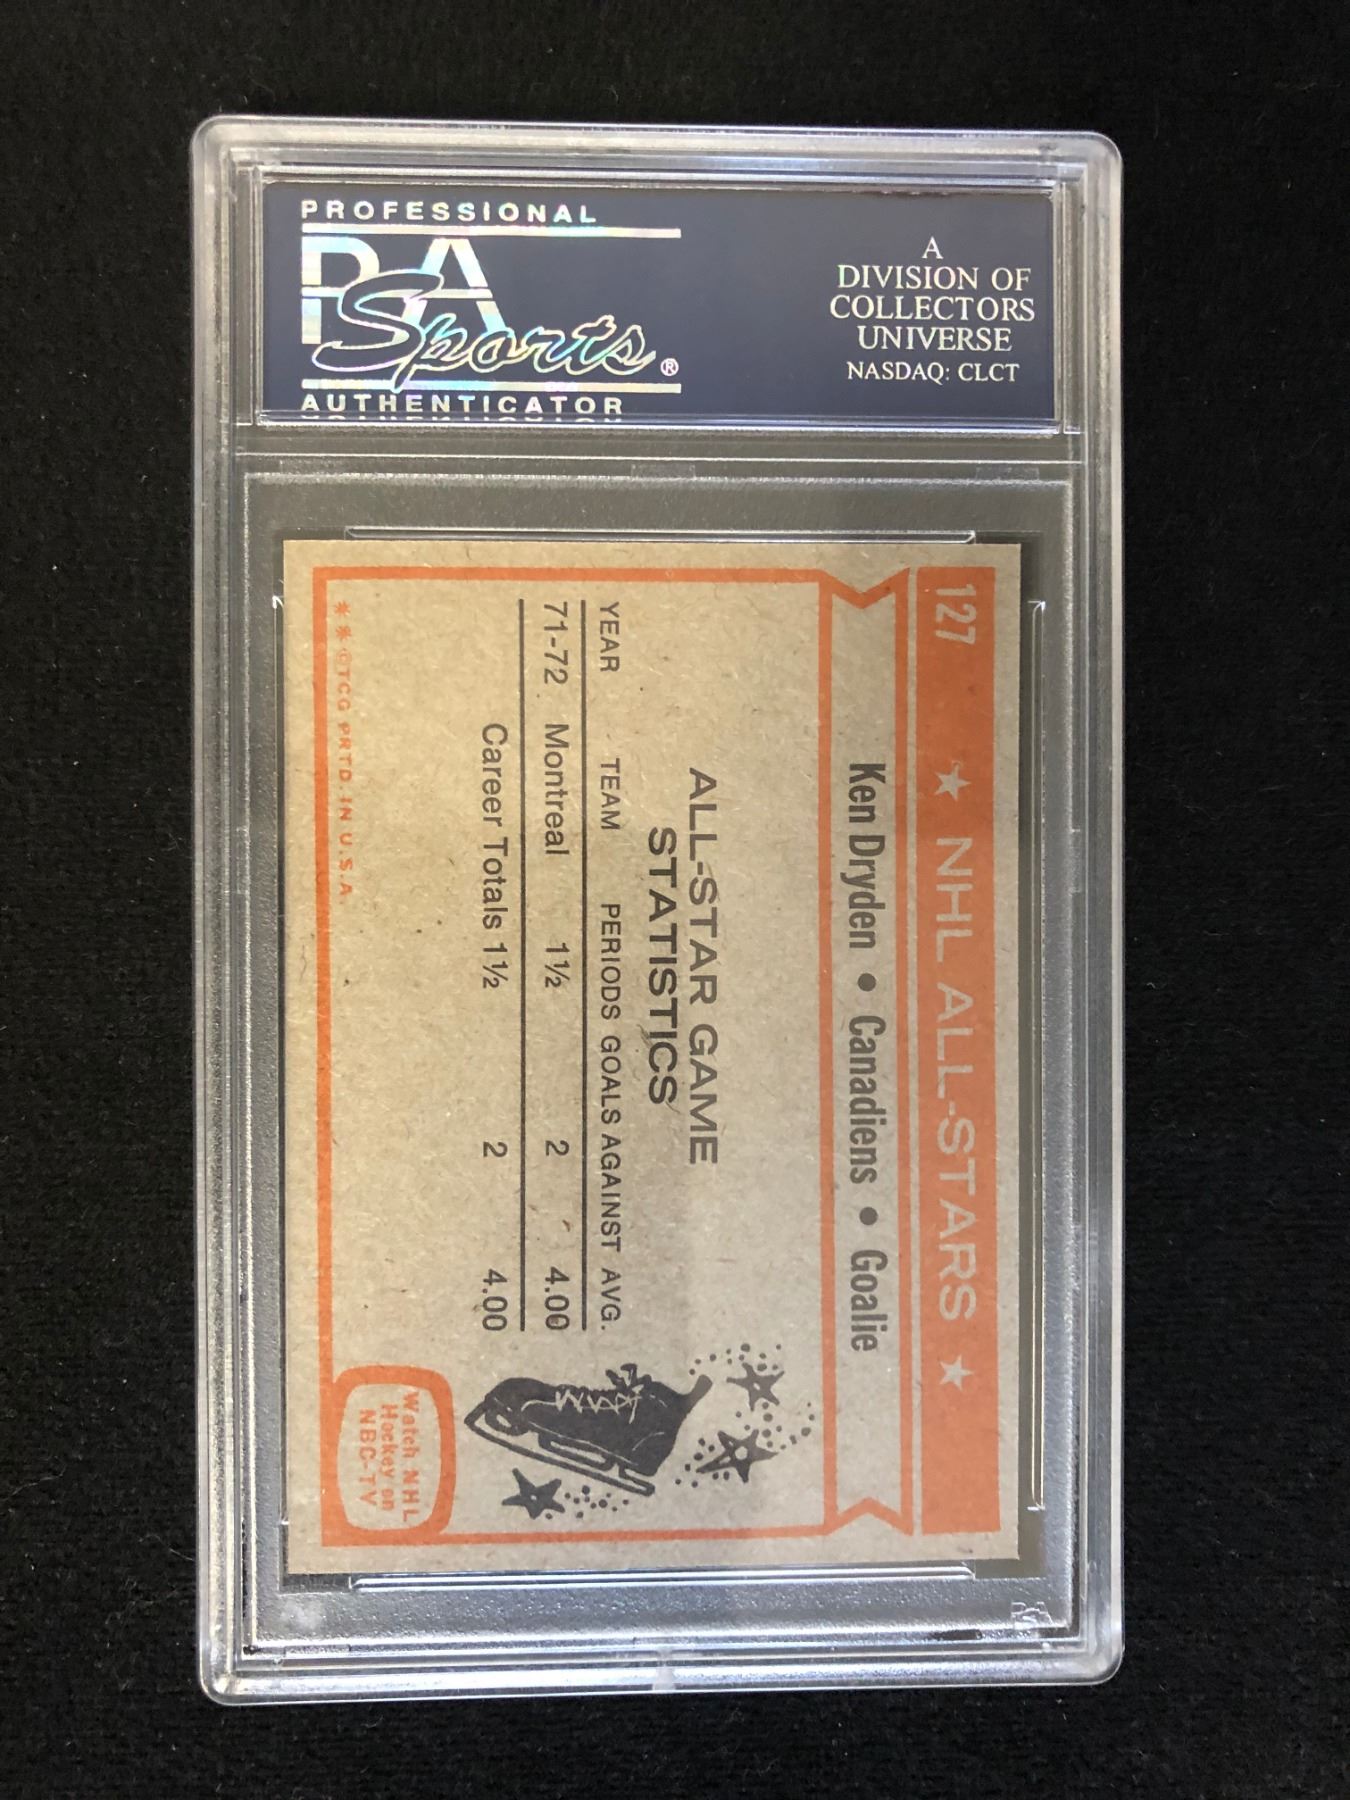 PROFESSIONAL
PSA
Sports®
AUTHENTICATOR
A
DIVISION OF
COLLECTORS
UNIVERSE
NASDAQ: CLCT
127 ★ NHL ALL-STARS ★
Ken Dryden • Canadiens • Goalie
ALL-STAR GAME
STATISTICS
YEAR TEAM PERIODS GOALS AGAINST AVG.
71-72 Montreal 1½ 2 4.00
Career Totals 1½ 2 4.00
Watch NHL
Hockey on
NBC-TV
**©TCG PRTD. IN U.S.A.
PSA